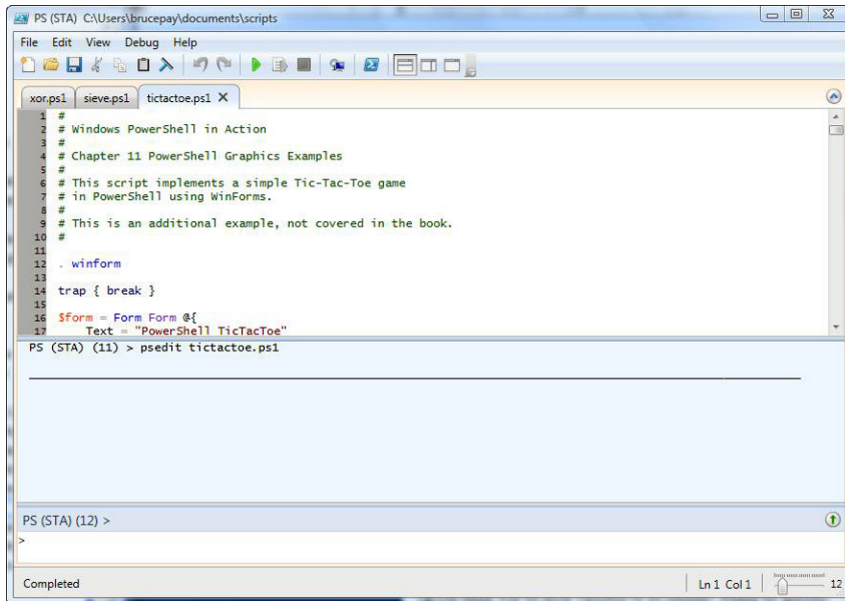 PS (STA) C:\Users\brucepay\documents\scripts
File Edit View Debug Help
xor.ps1 sieve.ps1 tictactoe.ps1 X
1 #
2 # Windows PowerShell in Action
3 #
4 # Chapter 11 PowerShell Graphics Examples
5 #
6 # This script implements a simple Tic-Tac-Toe game
7 # in PowerShell using WinForms.
8 #
9 # This is an additional example, not covered in the book.
10 #
11
12 . winform
13
14 trap { break }
15
16 $form = Form Form @{
17 Text = "PowerShell TicTacToe"
PS (STA) (11) > psedit tictactoe.ps1
PS (STA) (12) >
>
Completed Ln 1 Col 1 12